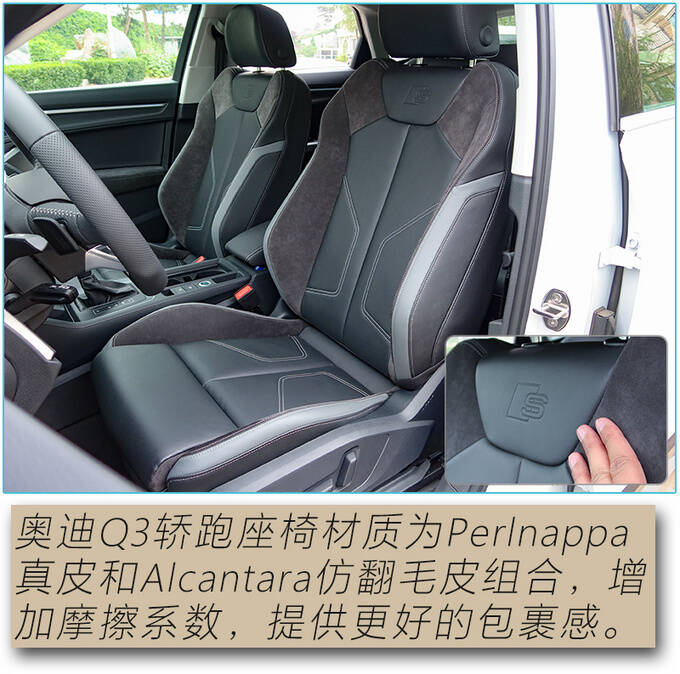 S
S
奥迪Q3轿跑座椅材质为Perlnappa
真皮和Alcantara仿翻毛皮组合，增
加摩擦系数，提供更好的包裹感。